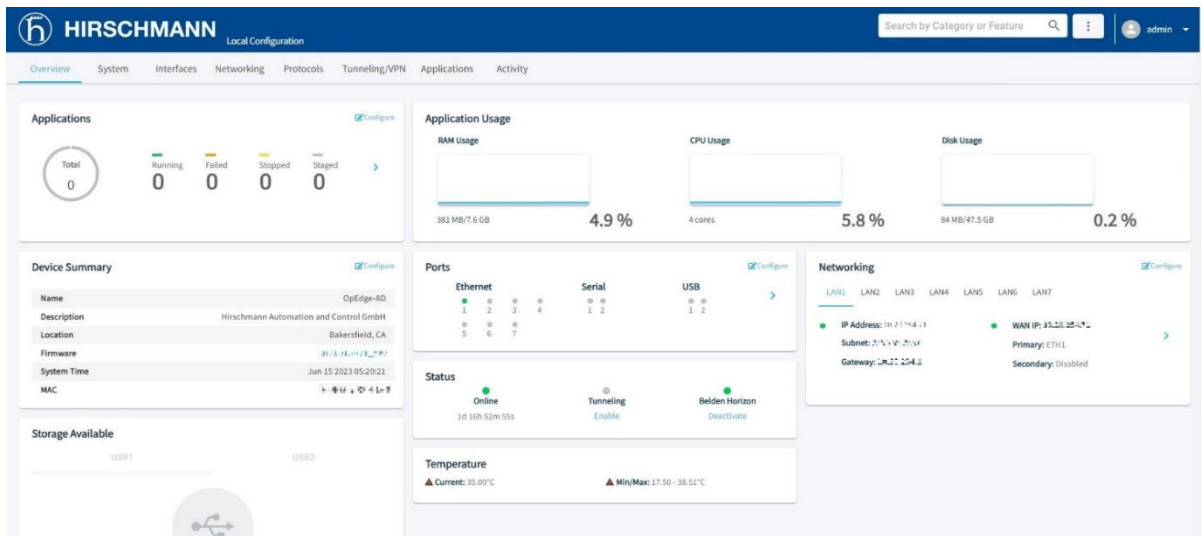 HIRSCHMANN
Local Configuration
Search by Category or Feature
admin
Overview System Interfaces Networking Protocols Tunneling/VPN Applications Activity
Applications
Configure
Total
0
Running Failed Stopped Staged
0 0 0 0
Application Usage
RAM Usage
381 MB/7.6 GB
4.9 %
CPU Usage
4 cores
5.8 %
Disk Usage
84 MB/47.5 GB
0.2 %
Device Summary
Configure
Name OpEdge-8D
Description Hirschmann Automation and Control GmbH
Location Bakersfield, CA
Firmware
System Time Jun 15 2023 05:20:21
MAC
Ports
Configure
Ethernet
1 2 3 4
5 6 7
Serial
1 2
USB
1 2
Networking
Configure
LAN1 LAN2 LAN3 LAN4 LAN5 LAN6 LAN7
IP Address:
Subnet:
Gateway:
WAN IP:
Primary: ETH1
Secondary: Disabled
Status
Online
1d 16h 52m 55s
Tunneling
Enable
Belden Horizon
Deactivate
Storage Available
USB1 USB2
Temperature
Current: 35.00°C
Min/Max: 17.50 - 38.51°C